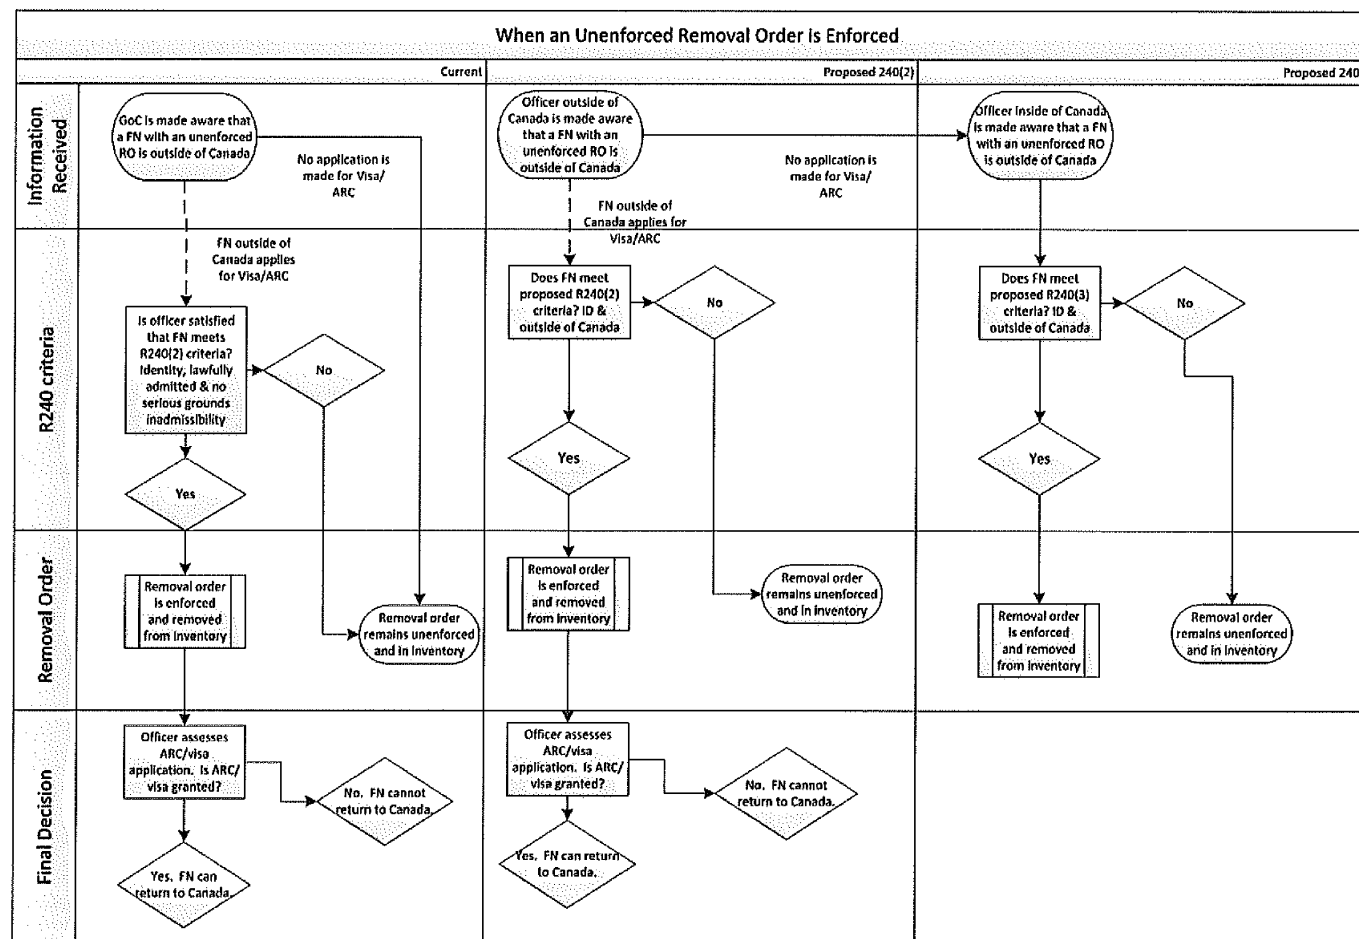 When an Unenforced Removal Order is Enforced
Current
Proposed 240(2)
Proposed 240
Information
Received
GoC is made aware that
a FN with an unenforced
RO is outside of Canada
No application is
made for Visa/
ARC
FN outside of
Canada applies
for Visa/ARC
Officer outside of
Canada is made aware
that a FN with an
unenforced RO is
outside of Canada
No application is
made for Visa/
ARC
FN outside of
Canada applies for
Visa/ARC
Officer inside of Canada
is made aware that a FN
with an unenforced RO
is outside of Canada
R240 criteria
Is officer satisfied
that FN meets
R240(2) criteria?
Identity, lawfully
admitted & no
serious grounds
inadmissibility
No
Yes
Does FN meet
proposed R240(2)
criteria? ID &
outside of Canada
No
Yes
Does FN meet
proposed R240(3)
criteria? ID &
outside of Canada
No
Yes
Removal Order
Removal order
is enforced
and removed
from inventory
Removal order
remains unenforced
and in inventory
Removal order
is enforced
and removed
from inventory
Removal order
remains unenforced
and in inventory
Removal order
is enforced
and removed
from inventory
Removal order
remains unenforced
and in inventory
Final Decision
Officer assesses
ARC/visa
application. Is ARC/
visa granted?
No. FN cannot
return to Canada.
Yes. FN can
return to Canada.
Officer assesses
ARC/visa
application. Is ARC/
visa granted?
No. FN cannot
return to Canada.
Yes. FN can return
to Canada.